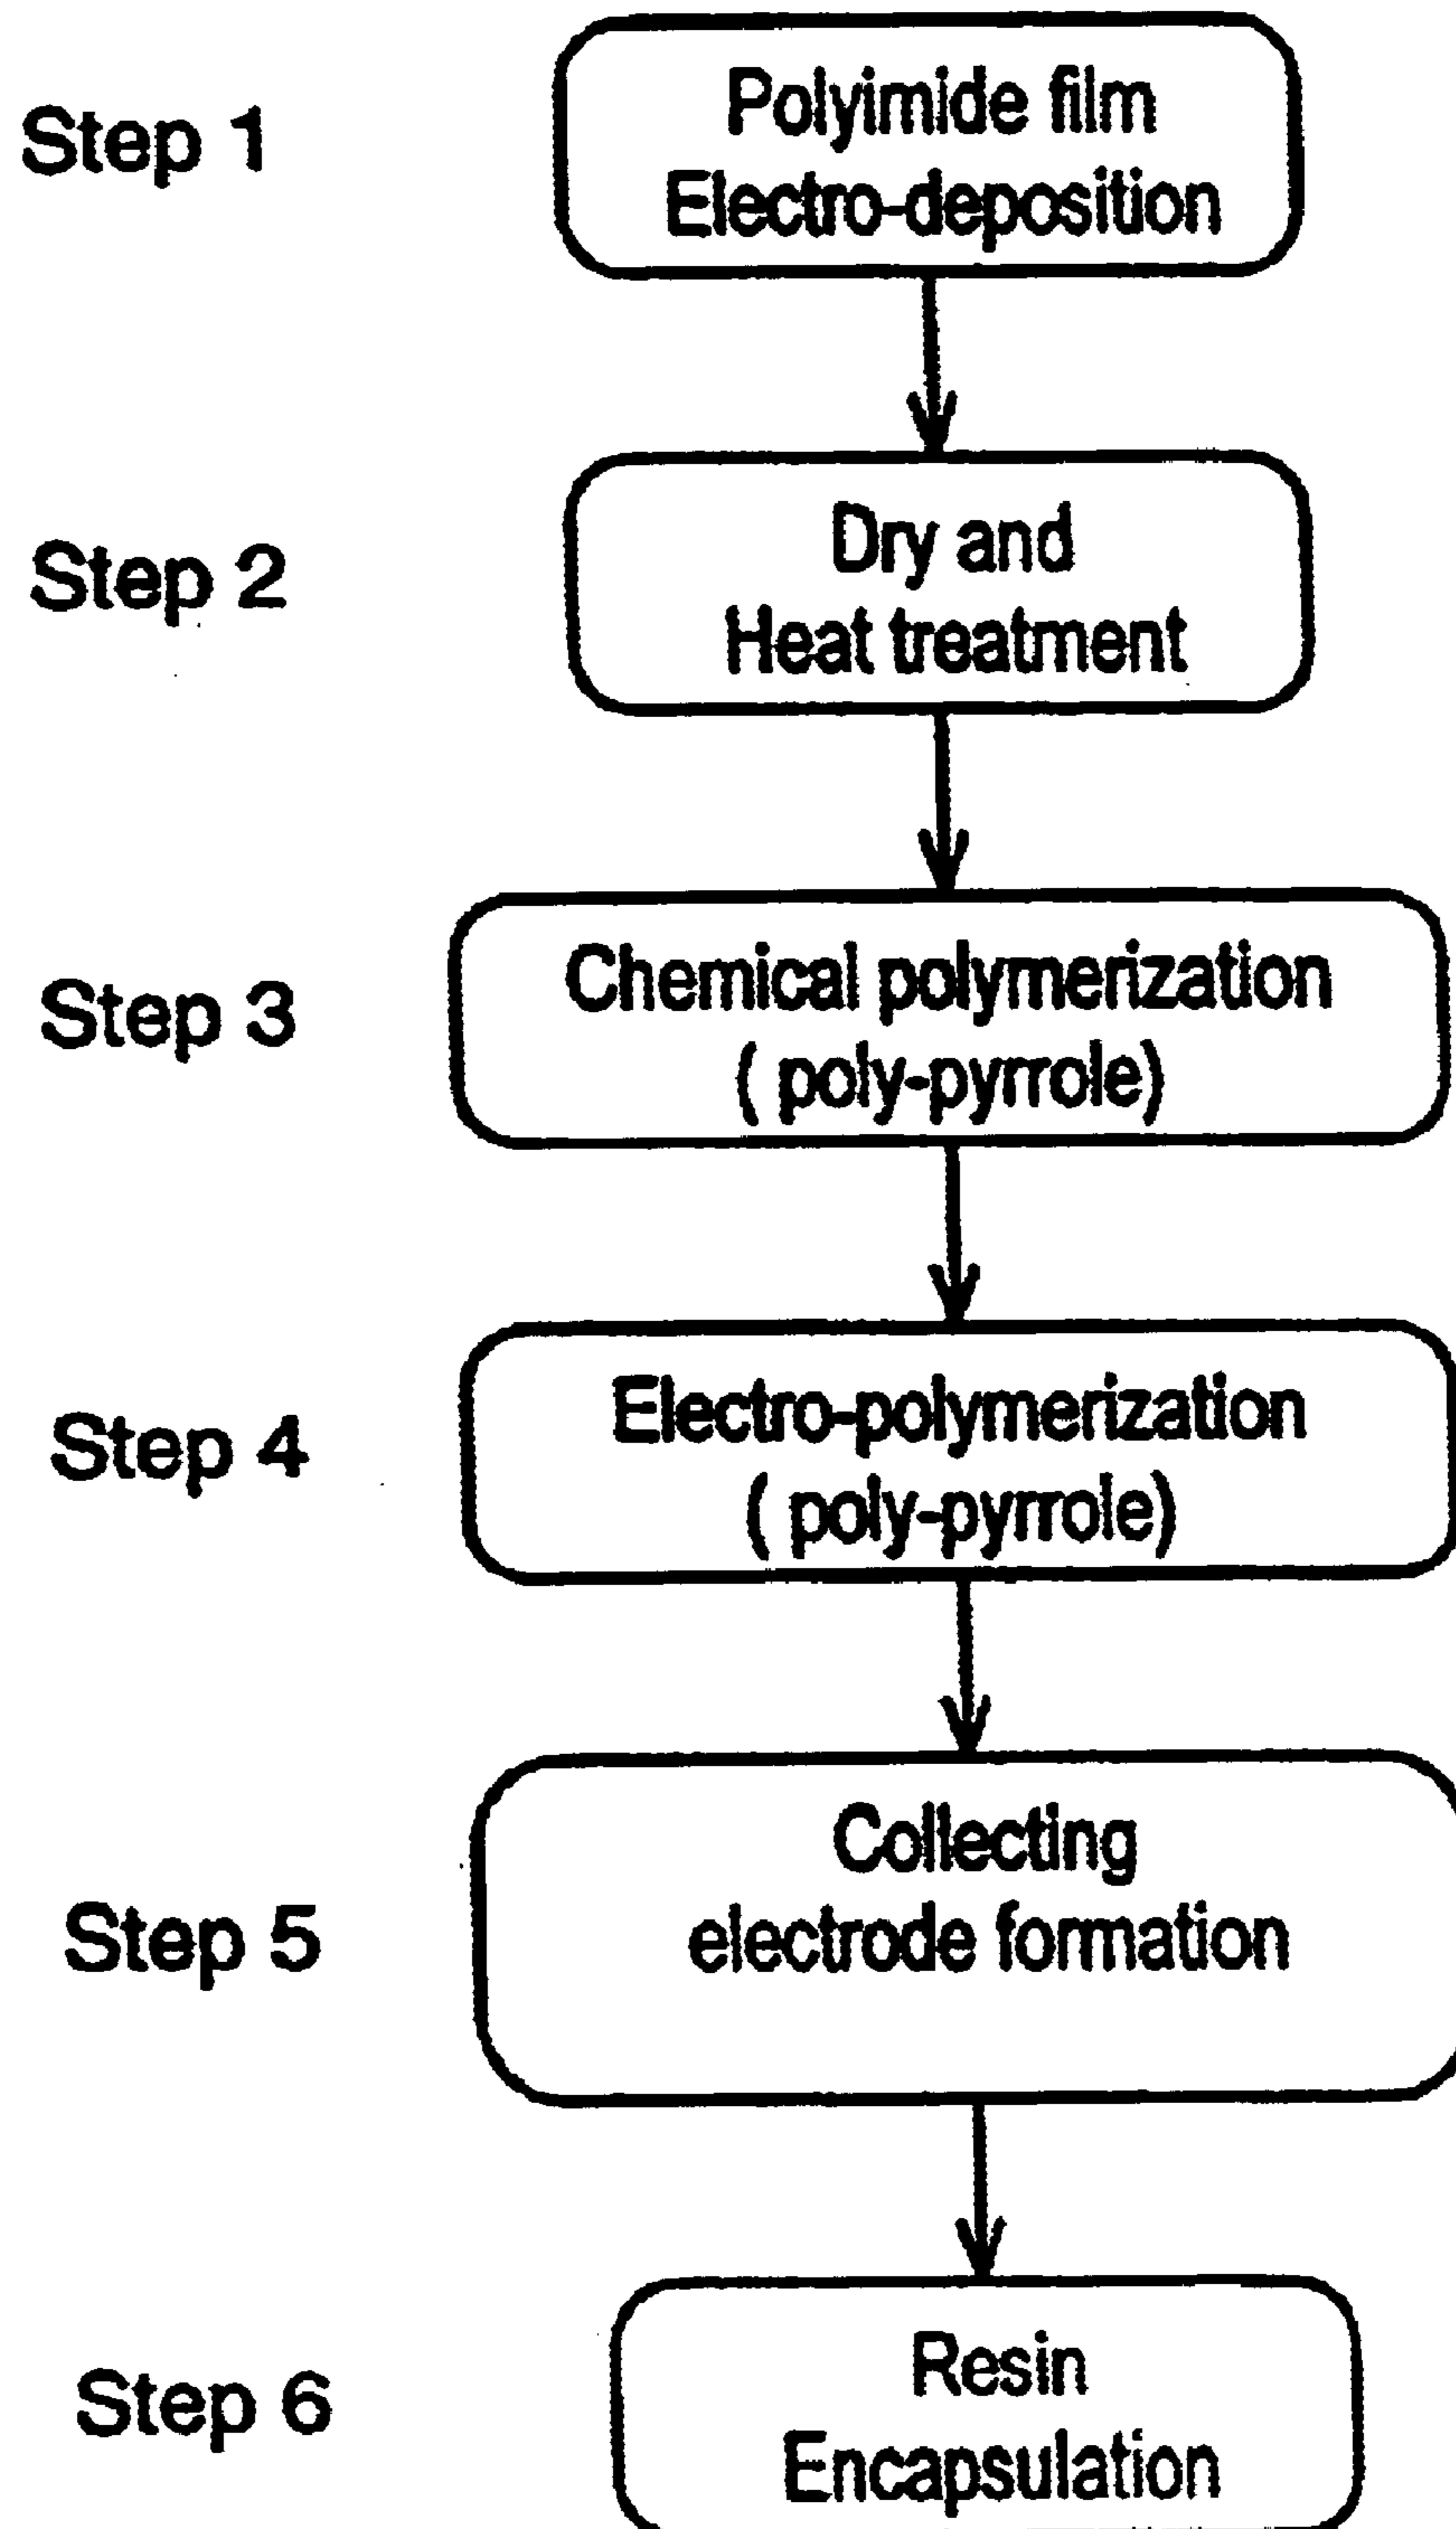 Step 1
Polyimide film
Electro-deposition
Step 2
Dry and
Heat treatment
Step 3
Chemical polymerization
( poly-pyrrole)
Step 4
Electro-polymerization
( poly-pyrrole)
Step 5
Collecting
electrode formation
Step 6
Resin
Encapsulation